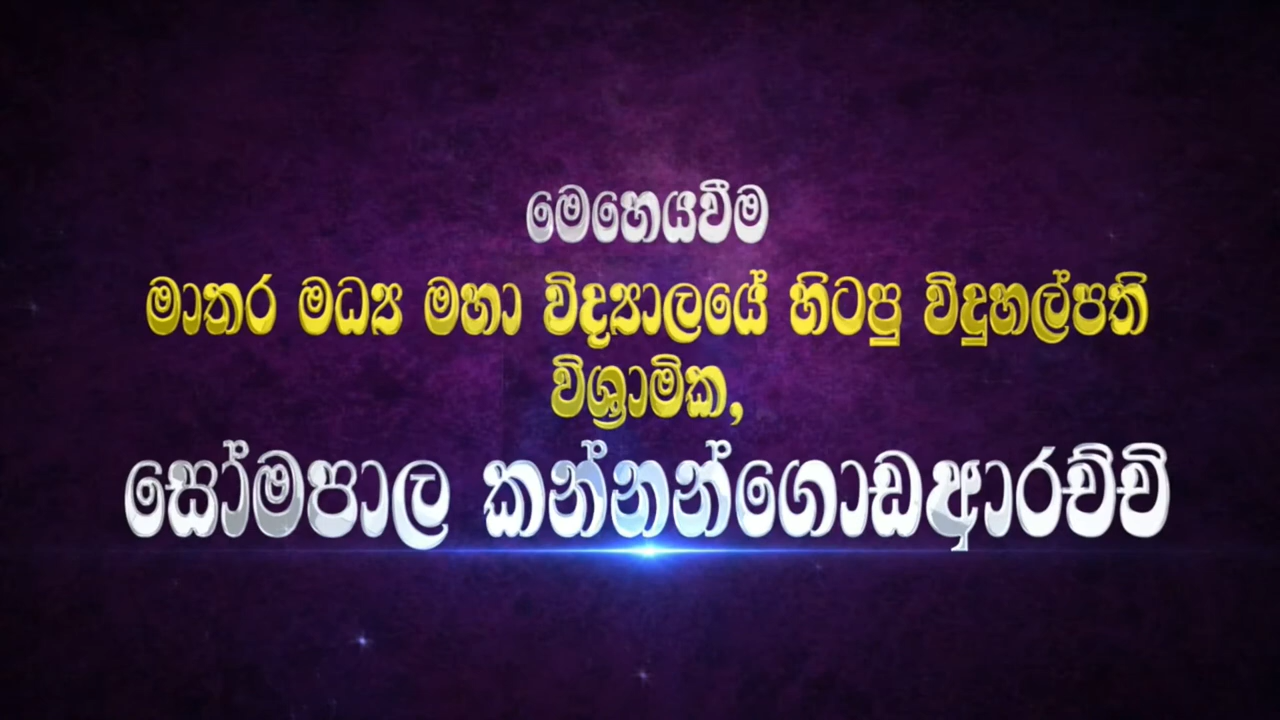 මෙහෙයවීම
මාතර මධ්‍ය මහා විද්‍යාලයේ හිටපු විදුහල්පති
විශ්‍රාමික,
සෝමපාල කන්නන්ගොඩආරච්චි